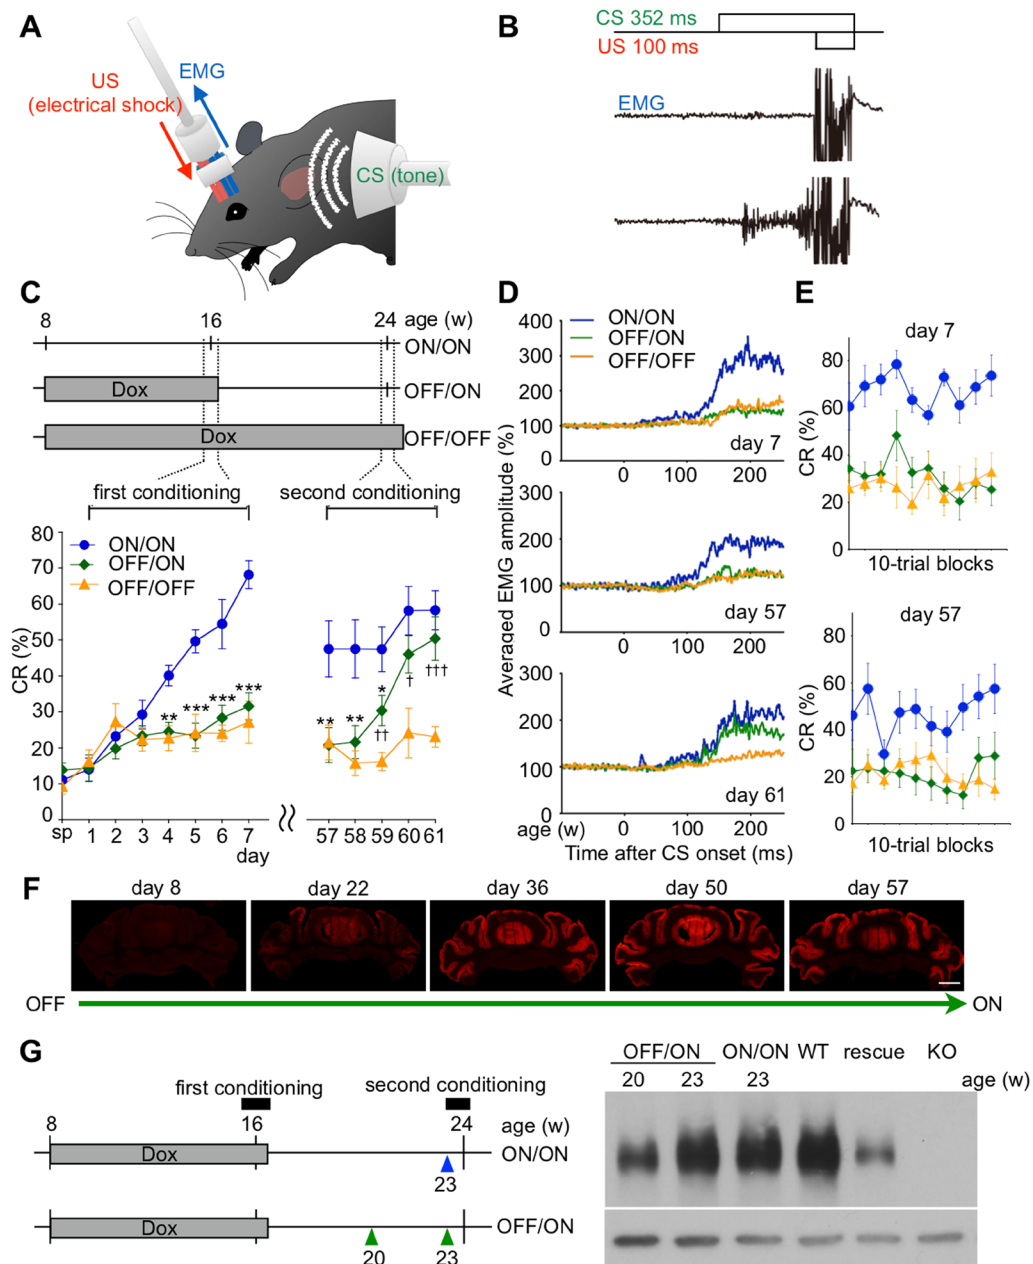 A
US
(electrical shock)
EMG
CS (tone)
B
CS 352 ms
US 100 ms
EMG
C
8 16 24 age (w)
ON/ON
Dox OFF/ON
Dox OFF/OFF
first conditioning second conditioning
80
70
60
50
40
30
20
10
0
CR (%)
ON/ON
OFF/ON
OFF/OFF
** *** *** ***
** ** *
†† † †††
sp 1 2 3 4 5 6 7
day
57 58 59 60 61
D
ON/ON
OFF/ON
OFF/OFF
400
300
200
100
0
day 7
0 100 200
300
200
100
0
day 57
0 100 200
300
200
100
0
day 61
age (w) 0 100 200
Time after CS onset (ms)
Averaged EMG amplitude (%)
E
day 7
80
60
40
20
0
CR (%)
10-trial blocks
day 57
80
60
40
20
0
CR (%)
10-trial blocks
F
day 8 day 22 day 36 day 50 day 57
OFF ON
G
first conditioning second conditioning
8 16 24 age (w)
Dox ON/ON
23
Dox OFF/ON
20 23
OFF/ON ON/ON WT rescue KO
20 23 23 age (w)